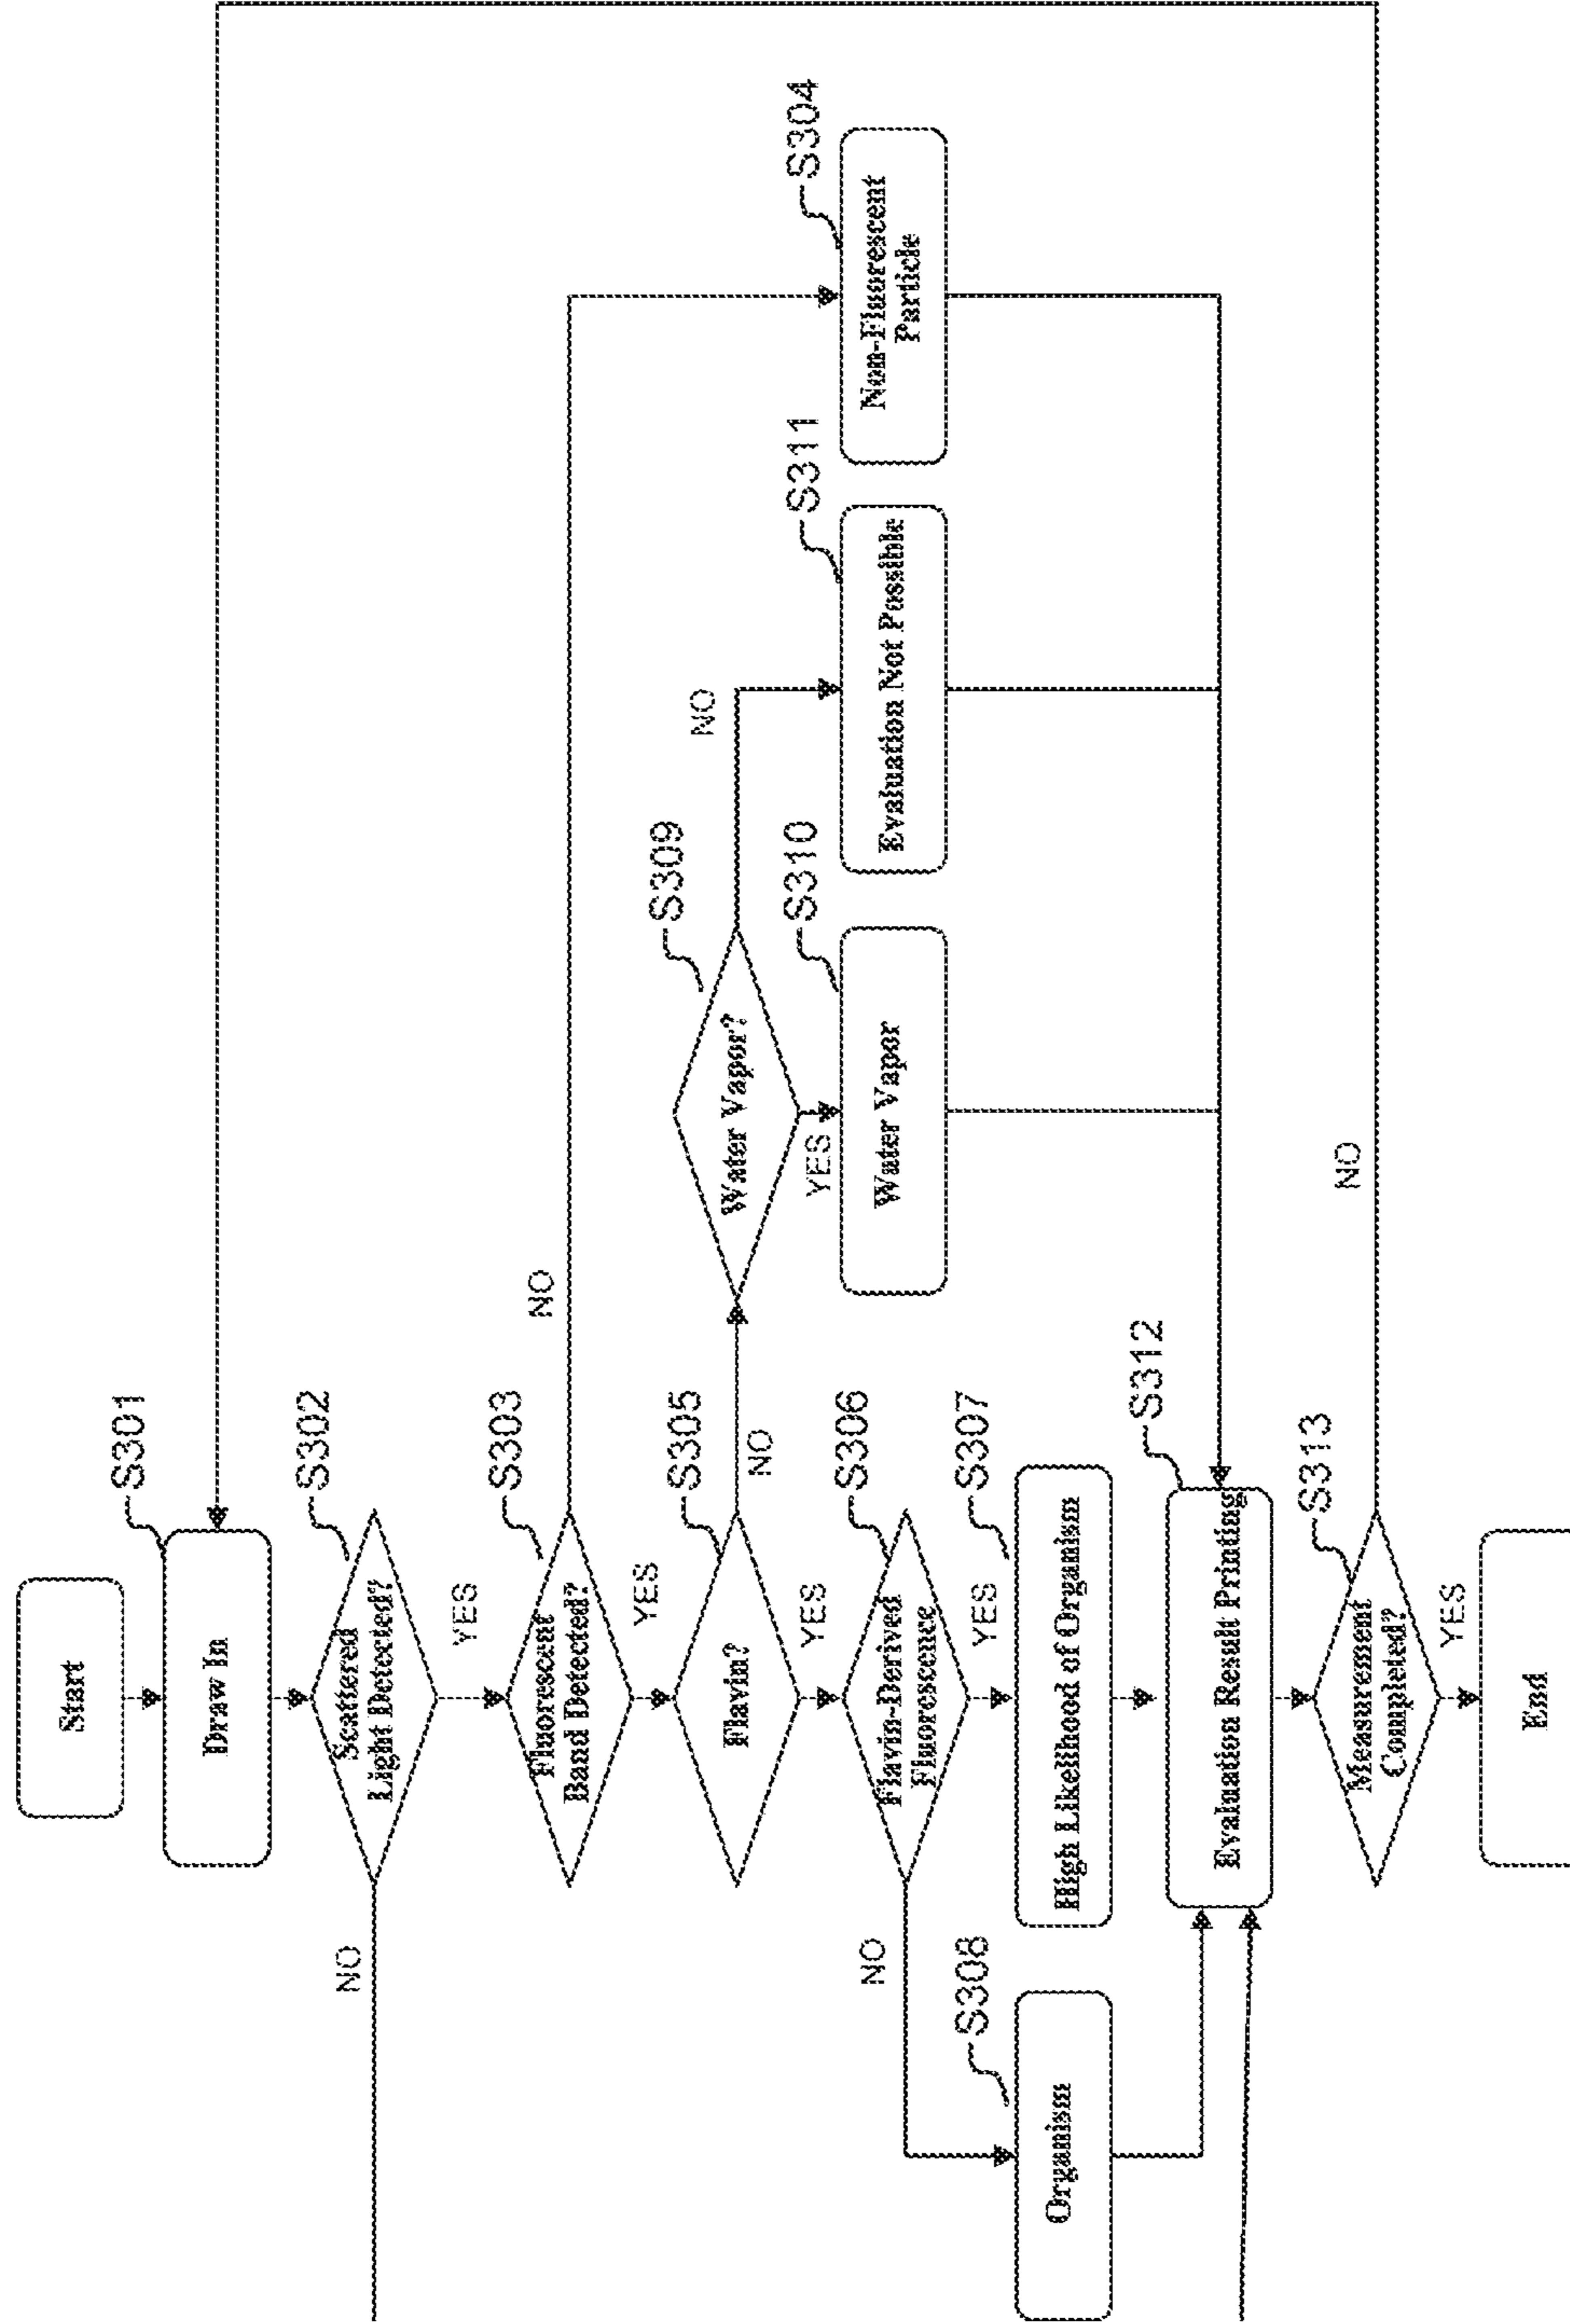 Start
S301
Draw In
S302
Scattered
Light Detected?
NO
YES
S303
Fluorescent
Band Detected?
NO
YES
S305
Flavin?
NO
YES
S309
Water Vapor?
NO
YES
S310
Water Vapor
S311
Evaluation Not Possible
S304
Non-Fluorescent
Particle
S306
Flavin-Derived
Fluorescence
NO
YES
S307
High Likelihood of Organism
S308
Organism
S312
Evaluation Result Printing
S313
Measurement
Completed?
NO
YES
End